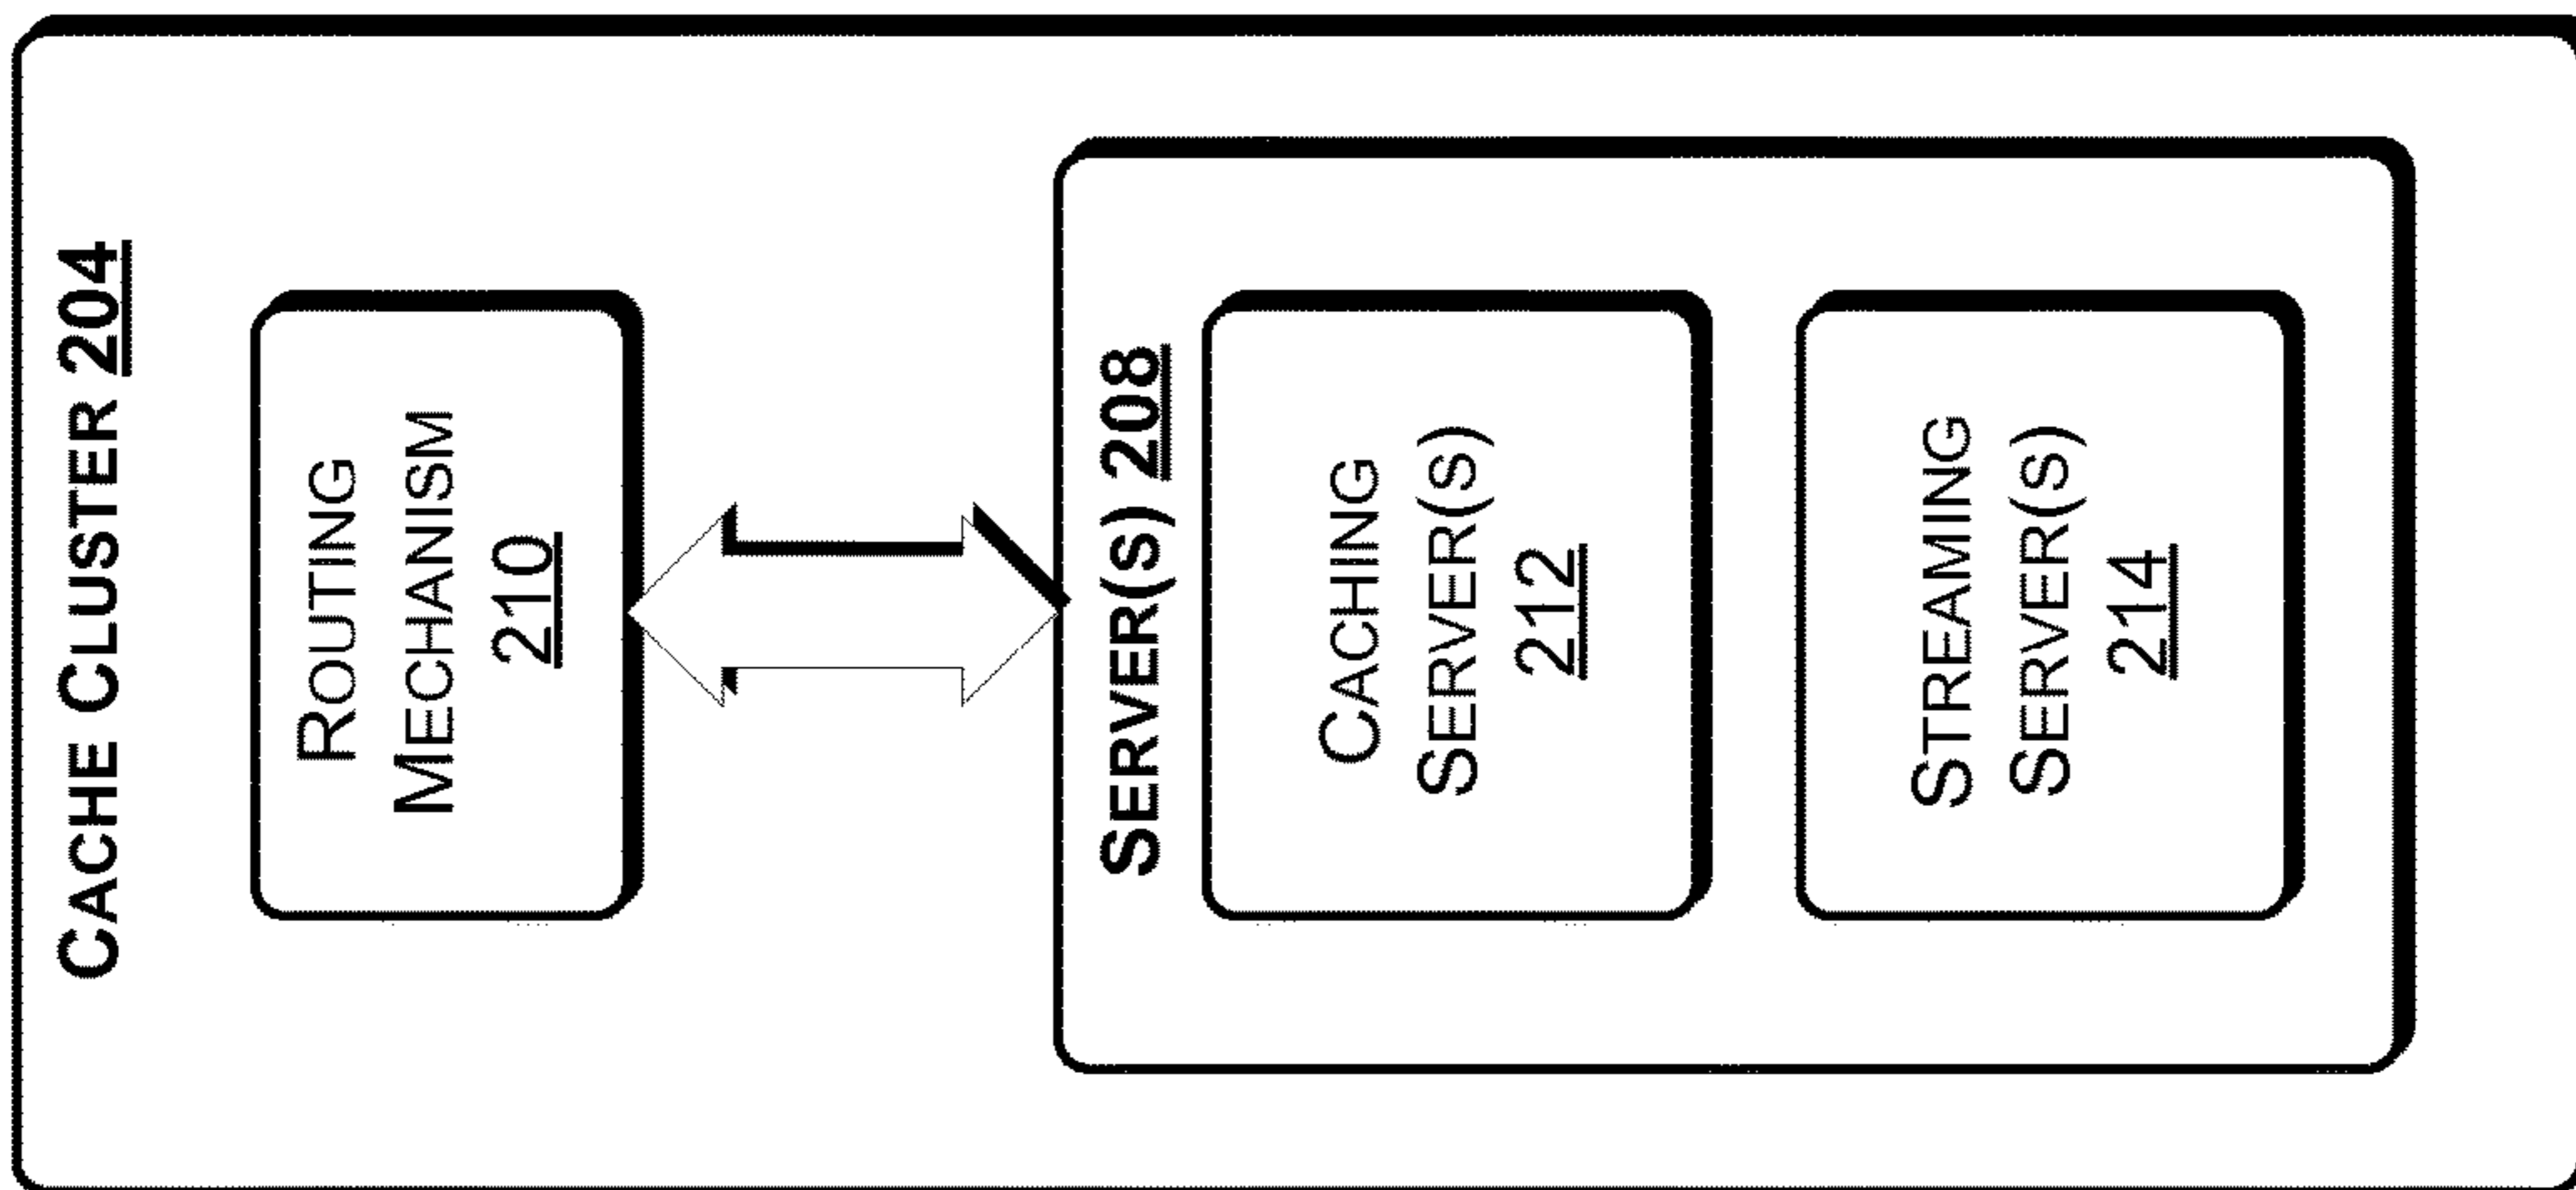 CACHE CLUSTER 204
ROUTING
MECHANISM
210
SERVER(S) 208
CACHING
SERVER(S)
212
STREAMING
SERVER(S)
214